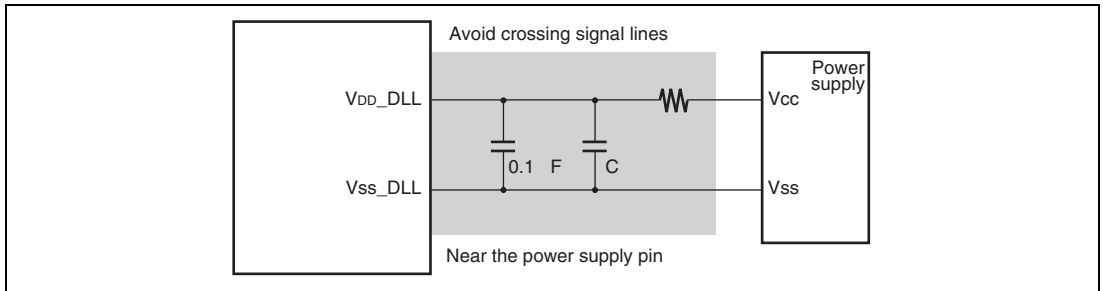 Avoid crossing signal lines
Power
supply
VDD_DLL
Vcc
0.1 F
C
Vss_DLL
Vss
Near the power supply pin